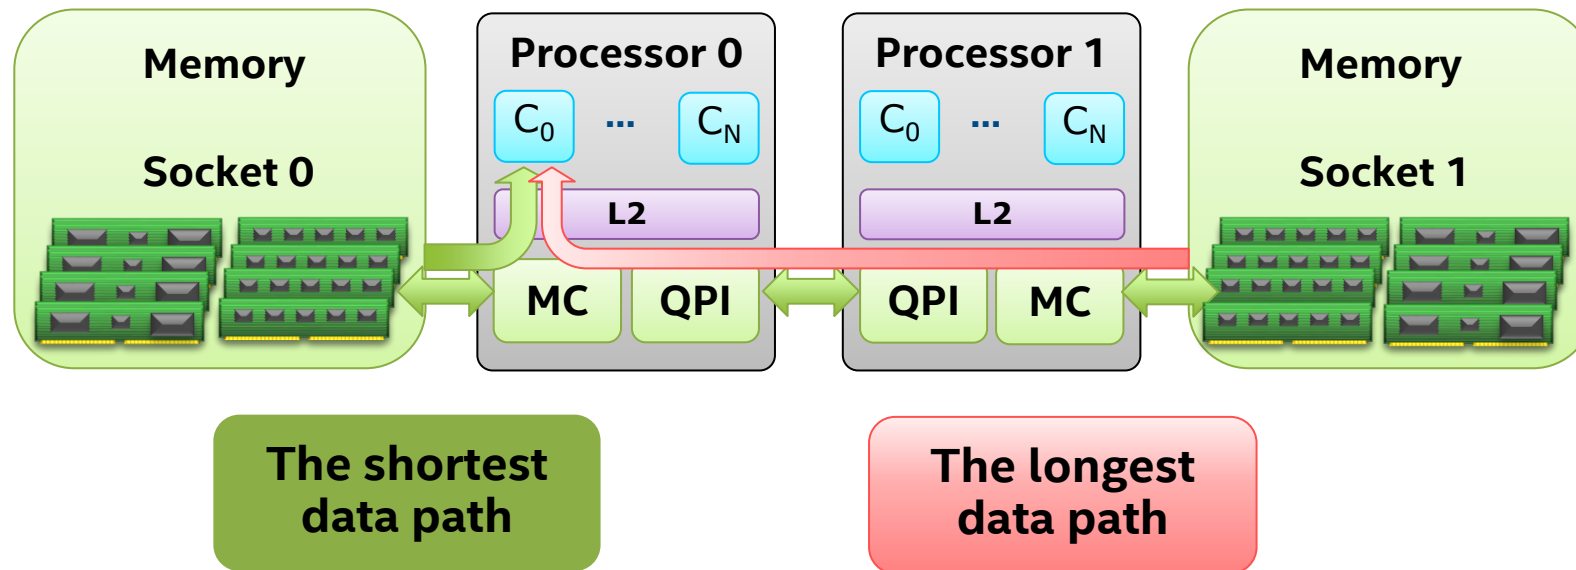 Memory
Socket 0
Processor 0
C0 ... CN
L2
MC QPI
Processor 1
C0 ... CN
L2
QPI MC
Memory
Socket 1
The shortest
data path
The longest
data path